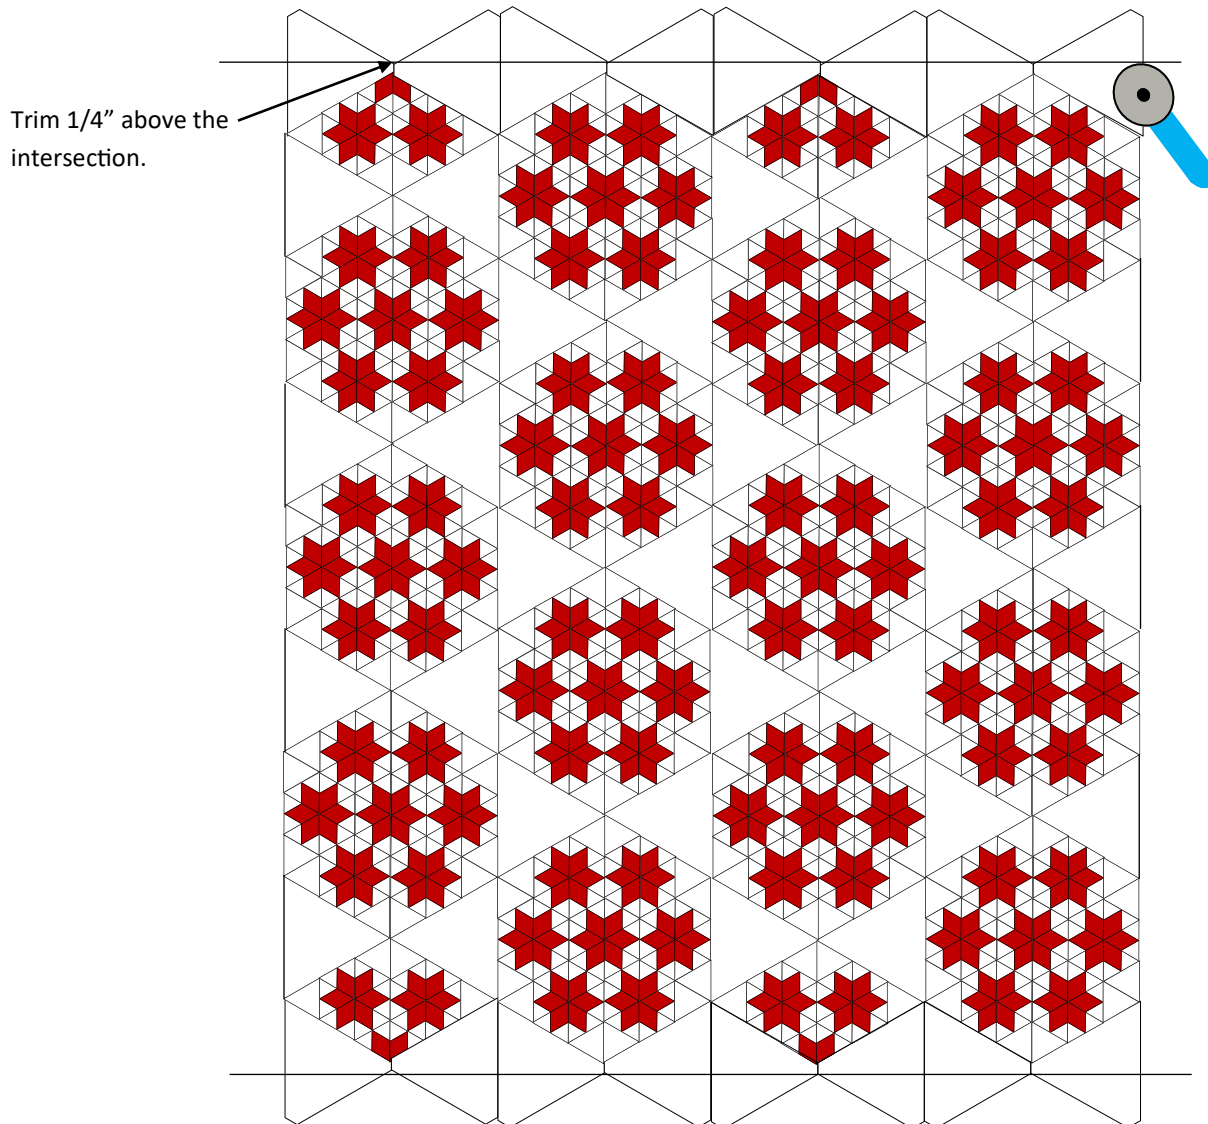 Trim 1/4” above the
intersection.